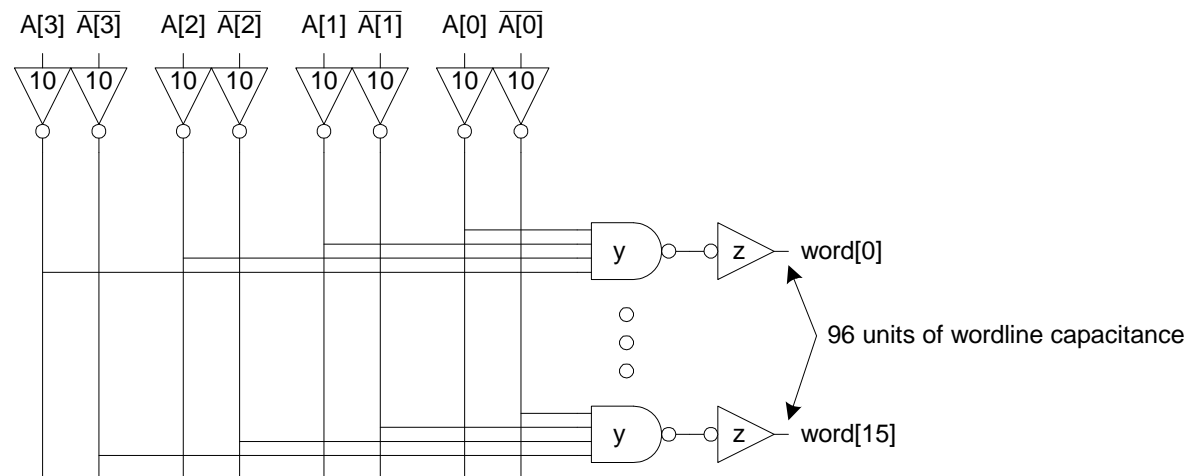 A[3] A̅[̅3̅]̅ A[2] A̅[̅2̅]̅ A[1] A̅[̅1̅]̅ A[0] A̅[̅0̅]̅
10 10 10 10 10 10 10 10
y z word[0]
96 units of wordline capacitance
y z word[15]